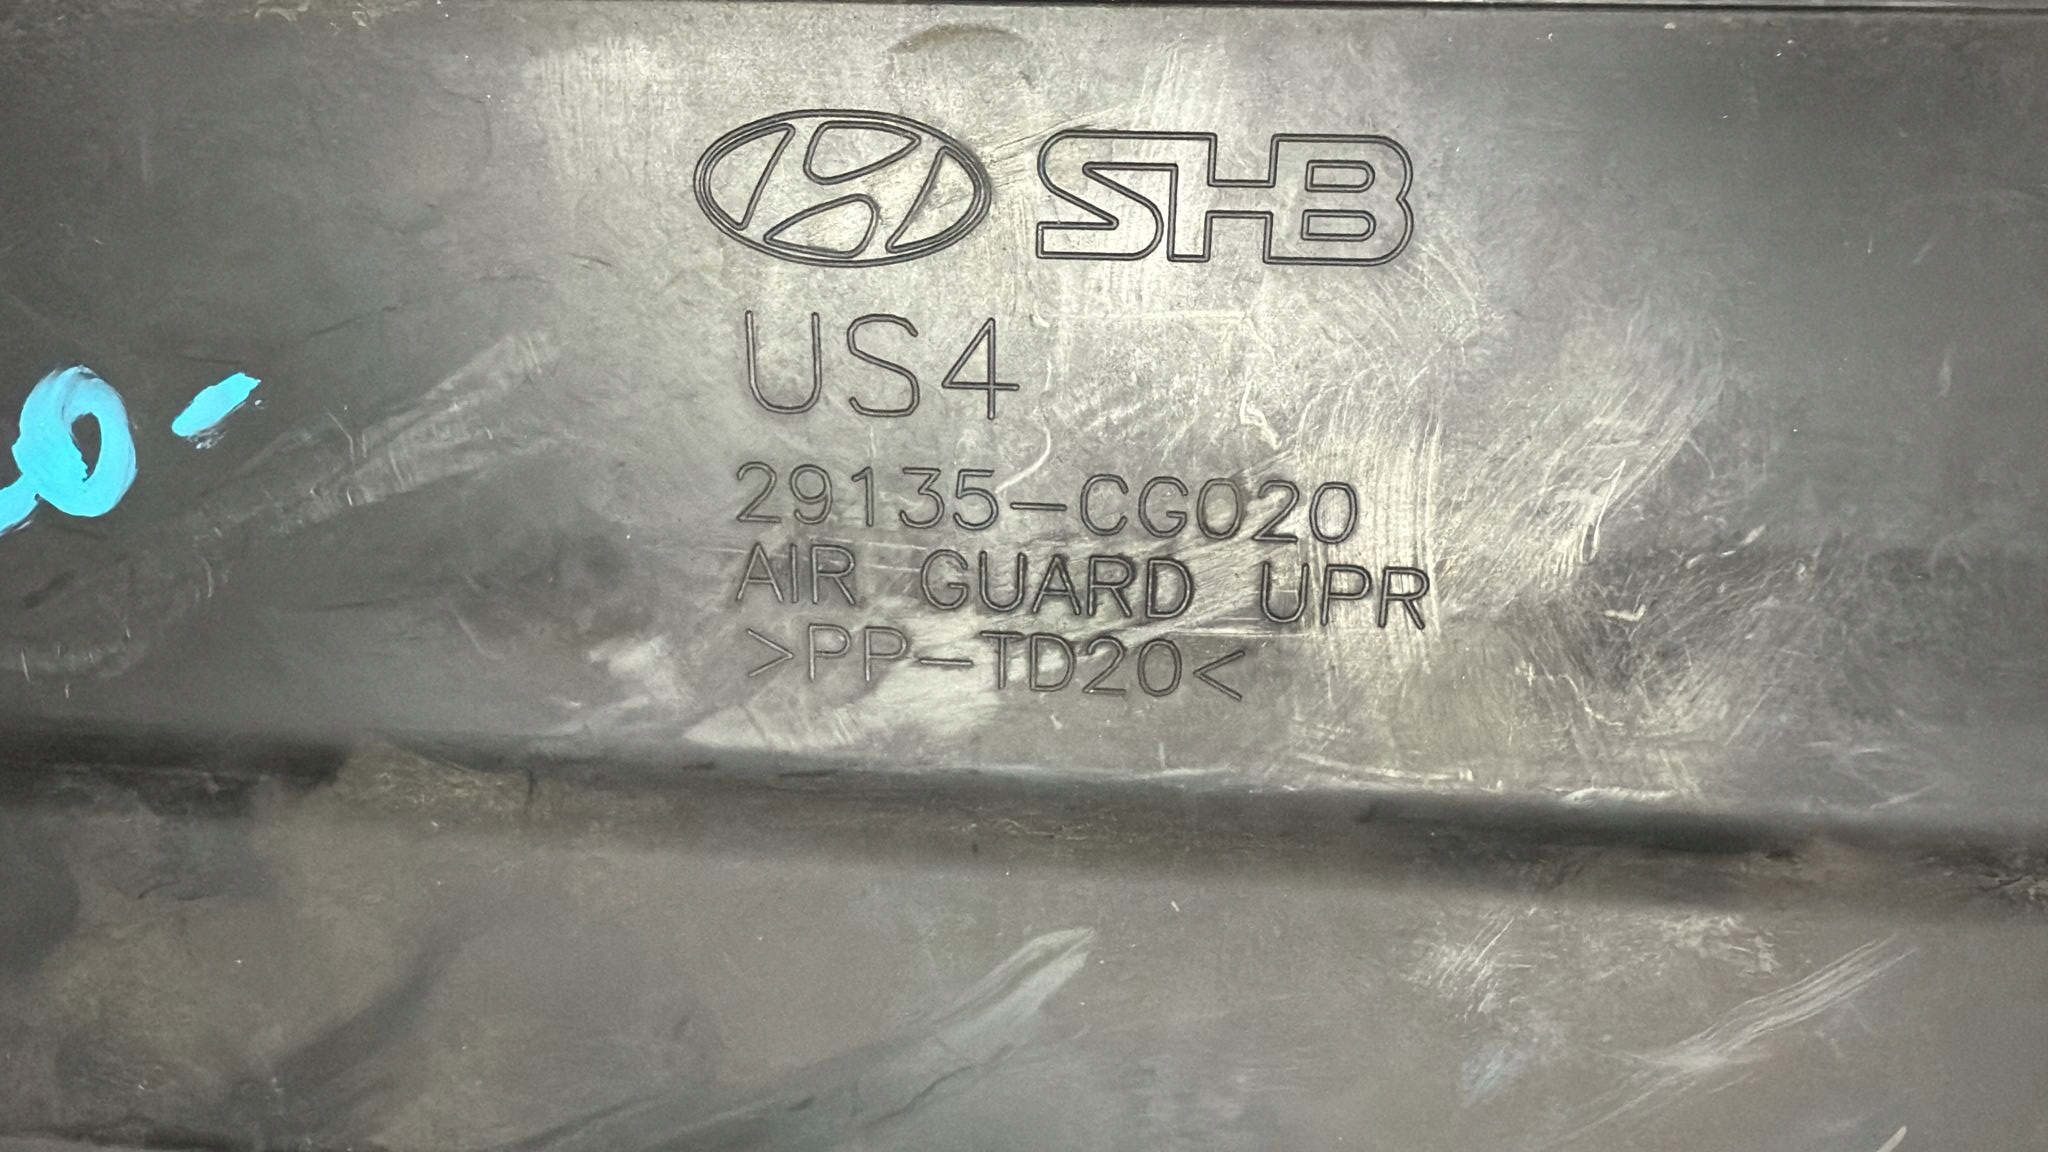 SHB
US4
29135-CG020
AIR GUARD UPR
>PP-TD20<